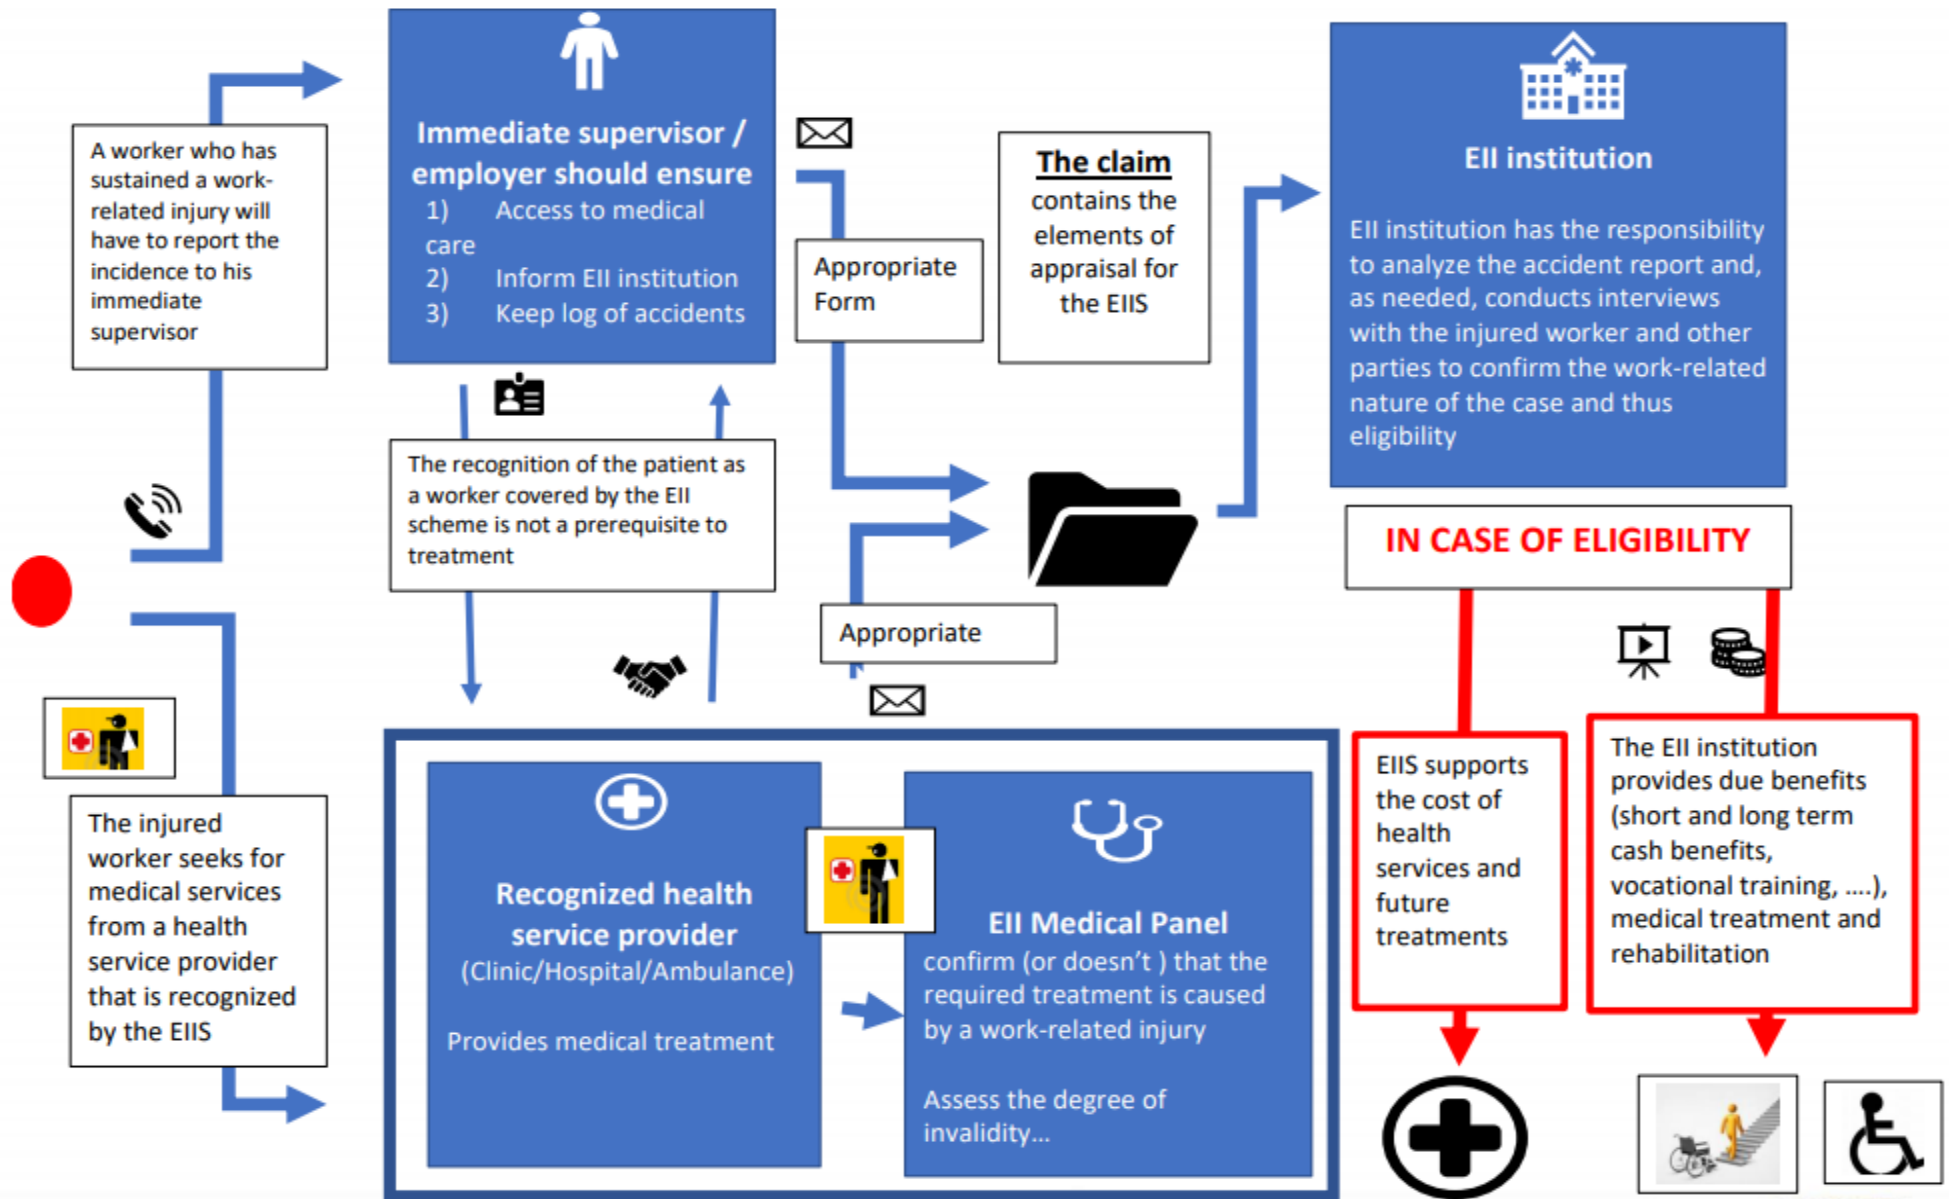 A worker who has
sustained a work-
related injury will
have to report the
incidence to his
immediate
supervisor
Immediate supervisor /
employer should ensure
1) Access to medical
care
2) Inform EII institution
3) Keep log of accidents
Appropriate
Form
The claim
contains the
elements of
appraisal for
the EIIS
EII institution
EII institution has the responsibility
to analyze the accident report and,
as needed, conducts interviews
with the injured worker and other
parties to confirm the work-related
nature of the case and thus
eligibility
The recognition of the patient as
a worker covered by the EII
scheme is not a prerequisite to
treatment
Appropriate
IN CASE OF ELIGIBILITY
The injured
worker seeks for
medical services
from a health
service provider
that is recognized
by the EIIS
Recognized health
service provider
(Clinic/Hospital/Ambulance)
Provides medical treatment
EII Medical Panel
confirm (or doesn't ) that the
required treatment is caused
by a work-related injury
Assess the degree of
invalidity...
EIIS supports
the cost of
health
services and
future
treatments
The EII institution
provides due benefits
(short and long term
cash benefits,
vocational training, ....),
medical treatment and
rehabilitation